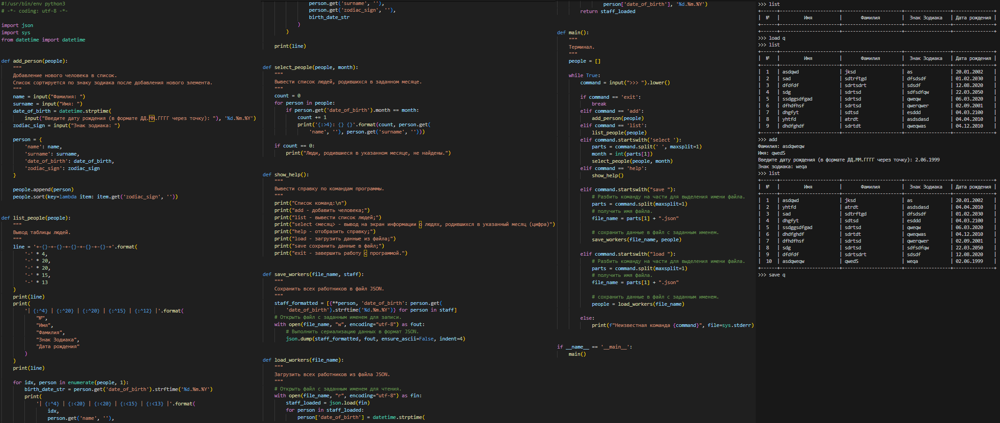 #!/usr/bin/env python3
# -*- coding: utf-8 -*-

import json
import sys
from datetime import datetime


def add_person(people):
    """
    Добавление нового человека в список.
    Список сортируется по знаку зодиака после добавления нового элемента.
    """
    name = input("Фамилия: ")
    surname = input("Имя: ")
    date_of_birth = datetime.strptime(
        input("Введите дату рождения (в формате ДД.ММ.ГГГГ через точку): "), '%d.%m.%Y')
    zodiac_sign = input("Знак зодиака: ")

    person = {
        'name': name,
        'surname': surname,
        'date_of_birth': date_of_birth,
        'zodiac_sign': zodiac_sign
    }

    people.append(person)
    people.sort(key=lambda item: item.get('zodiac_sign', ''))


def list_people(people):
    """
    Вывод таблицы людей.
    """
    line = '+-{}-+-{}-+-{}-+-{}-+-{}-+'.format(
        '-' * 4,
        '-' * 20,
        '-' * 20,
        '-' * 15,
        '-' * 13
    )
    print(line)
    print(
        '| {:^4} | {:^20} | {:^20} | {:^15} | {:^12} |'.format(
            "№",
            "Имя",
            "Фамилия",
            "Знак Зодиака",
            "Дата рождения"
        )
    )
    print(line)

    for idx, person in enumerate(people, 1):
        birth_date_str = person.get('date_of_birth').strftime('%d.%m.%Y')
        print(
            '| {:^4} | {:<20} | {:<20} | {:<15} | {:<13} |'.format(
                idx,
                person.get('name', ''),
                person.get('surname', ''),
                person.get('zodiac_sign', ''),
                birth_date_str
            )
        )

    print(line)


def select_people(people, month):
    """
    Вывести список людей, родившихся в заданном месяце.
    """
    count = 0
    for person in people:
        if person.get('date_of_birth').month == month:
            count += 1
            print('{:>4}: {} {}'.format(count, person.get(
                'name', ''), person.get('surname', '')))

    if count == 0:
        print("Люди, родившиеся в указанном месяце, не найдены.")


def show_help():
    """
    Вывести справку по командам программы.
    """
    print("Список команд:\n")
    print("add - добавить человека;")
    print("list - вывести список людей;")
    print("select <месяц> - вывод на экран информации о людях, родившихся в указанный месяц (цифра)")
    print("help - отобразить справку;")
    print("load - загрузить данные из файла;")
    print("save сохранить данные в файл;")
    print("exit - завершить работу с программой.")


def save_workers(file_name, staff):
    """
    Сохранить всех работников в файл JSON.
    """
    staff_formatted = [{**person, 'date_of_birth': person.get(
        'date_of_birth').strftime('%d.%m.%Y')} for person in staff]
    # Открыть файл с заданным именем для записи.
    with open(file_name, "w", encoding="utf-8") as fout:
        # Выполнить сериализацию данных в формат JSON.
        json.dump(staff_formatted, fout, ensure_ascii=False, indent=4)


def load_workers(file_name):
    """
    Загрузить всех работников из файла JSON.
    """
    # Открыть файл с заданным именем для чтения.
    with open(file_name, "r", encoding="utf-8") as fin:
        staff_loaded = json.load(fin)
        for person in staff_loaded:
            person['date_of_birth'] = datetime.strptime(
                person['date_of_birth'], '%d.%m.%Y')
        return staff_loaded


def main():
    """
    Терминал.
    """
    people = []

    while True:
        command = input(">>> ").lower()

        if command == 'exit':
            break
        elif command == 'add':
            add_person(people)
        elif command == 'list':
            list_people(people)
        elif command.startswith('select '):
            parts = command.split(' ', maxsplit=1)
            month = int(parts[1])
            select_people(people, month)
        elif command == 'help':
            show_help()

        elif command.startswith("save "):
            # Разбить команду на части для выделения имени файла.
            parts = command.split(maxsplit=1)
            # получить имя файла.
            file_name = parts[1] + ".json"

            # сохранить данные в файл с заданным именем.
            save_workers(file_name, people)

        elif command.startswith("load "):
            # Разбить команду на части для выделения имени файла.
            parts = command.split(maxsplit=1)
            # получить имя файла.
            file_name = parts[1] + ".json"

            # сохранить данные в файл с заданным именем.
            people = load_workers(file_name)

        else:
            print(f"Неизвестная команда {command}", file=sys.stderr)


if __name__ == '__main__':
    main()

>>> list
+------+----------------------+----------------------+-----------------+---------------+
|  №   |         Имя          |       Фамилия        |  Знак Зодиака   | Дата рождения |
+------+----------------------+----------------------+-----------------+---------------+
+------+----------------------+----------------------+-----------------+---------------+
>>> load q
>>> list
+------+----------------------+----------------------+-----------------+---------------+
|  №   |         Имя          |       Фамилия        |  Знак Зодиака   | Дата рождения |
+------+----------------------+----------------------+-----------------+---------------+
|  1   | asdqwd               | jksd                 | as              | 20.01.2002    |
|  2   | sad                  | sdtrftgd             | dfsdsdf         | 01.02.2030    |
|  3   | dfdfdf               | sdrtsdrt             | sdsdf           | 12.08.2020    |
|  4   | sdg                  | sdrtsd               | sdfsdfqw        | 22.03.2050    |
|  5   | ssdggsdfgad          | sdrtsd               | qweqw           | 06.03.2020    |
|  6   | dfhdfhsf             | sdrtsd               | qwerqwer        | 02.09.2001    |
|  7   | dhgfyt               | sdtsd                | esddd           | 04.03.2100    |
|  8   | yhtfd                | atrdt                | asdsdasd        | 04.04.2010    |
|  9   | dhdfghdf             | sdrtdt               | qweqwas         | 04.12.2010    |
+------+----------------------+----------------------+-----------------+---------------+
>>> add
Фамилия: asdqweqw
Имя: qwedS
Введите дату рождения (в формате ДД.ММ.ГГГГ через точку): 2.06.1999
Знак зодиака: weqa
>>> list
+------+----------------------+----------------------+-----------------+---------------+
|  №   |         Имя          |       Фамилия        |  Знак Зодиака   | Дата рождения |
+------+----------------------+----------------------+-----------------+---------------+
|  1   | asdqwd               | jksd                 | as              | 20.01.2002    |
|  2   | yhtfd                | atrdt                | asdsdasd        | 04.04.2010    |
|  3   | sad                  | sdtrftgd             | dfsdsdf         | 01.02.2030    |
|  4   | dhgfyt               | sdtsd                | esddd           | 04.03.2100    |
|  5   | ssdggsdfgad          | sdrtsd               | qweqw           | 06.03.2020    |
|  6   | dhdfghdf             | sdrtdt               | qweqwas         | 04.12.2010    |
|  7   | dfhdfhsf             | sdrtsd               | qwerqwer        | 02.09.2001    |
|  8   | sdg                  | sdrtsd               | sdfsdfqw        | 22.03.2050    |
|  9   | dfdfdf               | sdrtsdrt             | sdsdf           | 12.08.2020    |
|  10  | asdqweqw             | qwedS                | weqa            | 02.06.1999    |
+------+----------------------+----------------------+-----------------+---------------+
>>> save q